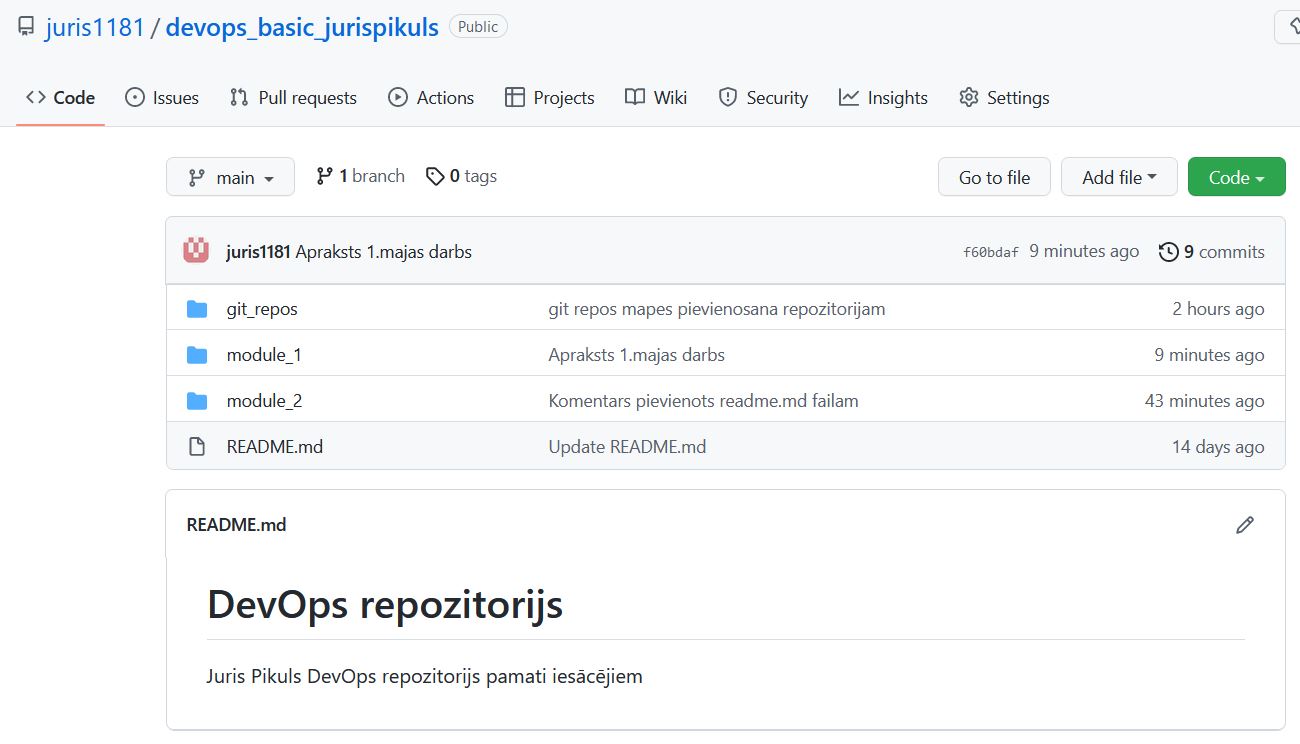 juris1181 / devops_basic_jurispikuls Public
Code Issues Pull requests Actions Projects Wiki Security Insights Settings
main 1 branch 0 tags Go to file Add file Code
juris1181 Apraksts 1.majas darbs f60bdaf 9 minutes ago 9 commits
git_repos git repos mapes pievienosana repozitorijam 2 hours ago
module_1 Apraksts 1.majas darbs 9 minutes ago
module_2 Komentars pievienots readme.md failam 43 minutes ago
README.md Update README.md 14 days ago
README.md
DevOps repozitorijs
Juris Pikuls DevOps repozitorijs pamati iesācējiem